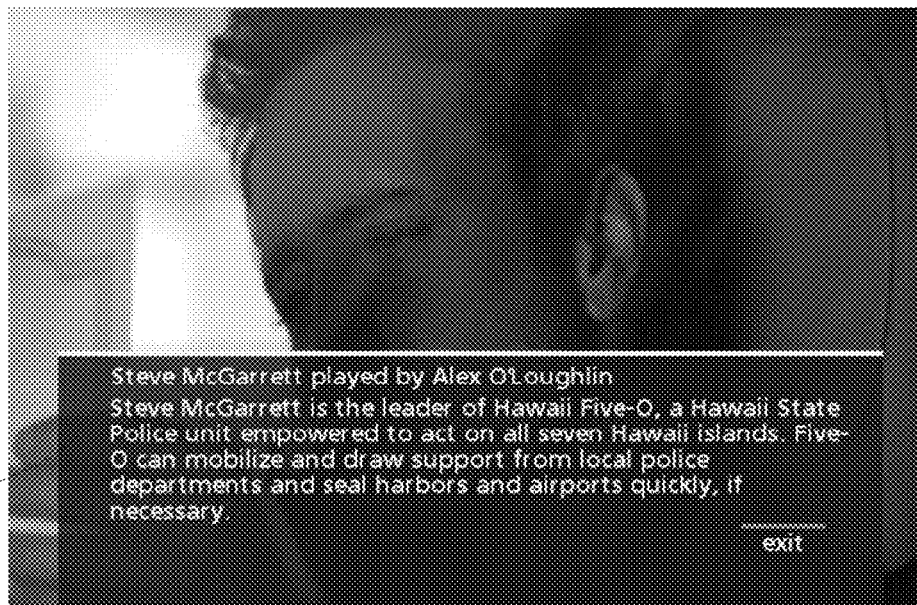 Steve McGarrett played by Alex O'Loughlin
Steve McGarrett is the leader of Hawaii Five-O, a Hawaii State
Police unit empowered to act on all seven Hawaii islands. Five-
O can mobilize and draw support from local police
departments and seal harbors and airports quickly, if
necessary.
exit